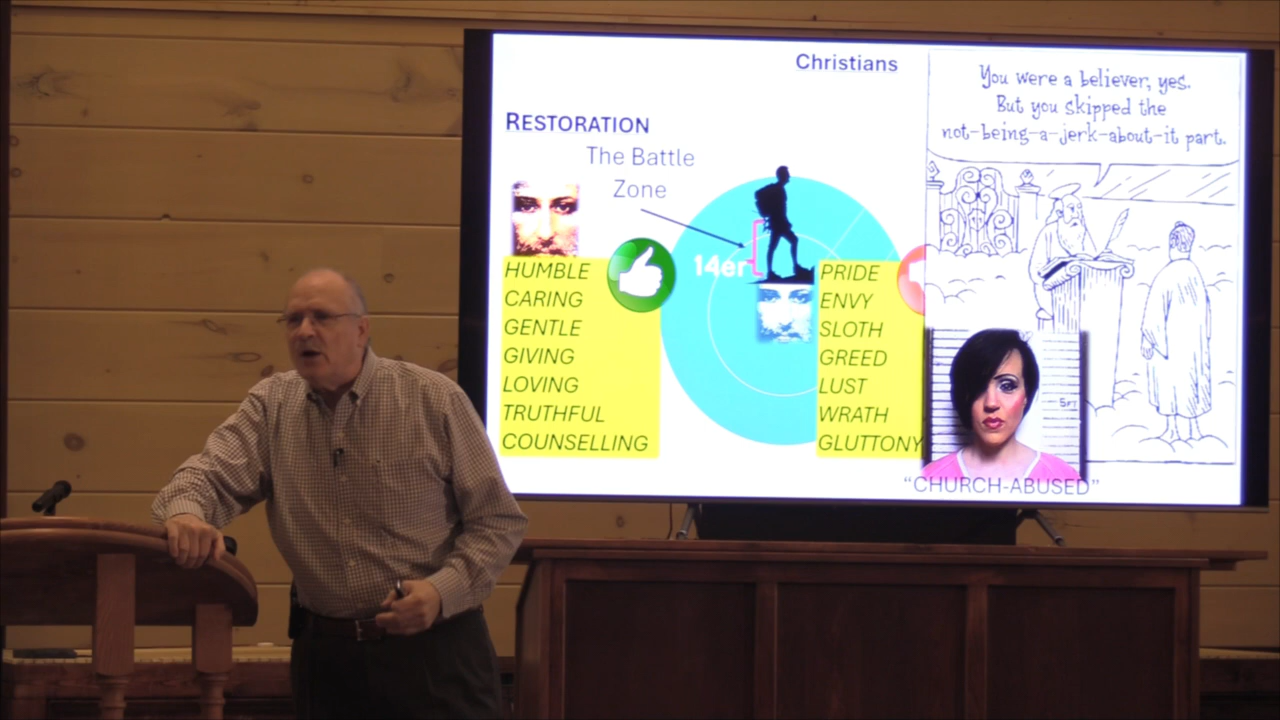 Christians
RESTORATION
The Battle
Zone
14er
HUMBLE
CARING
GENTLE
GIVING
LOVING
TRUTHFUL
COUNSELLING
PRIDE
ENVY
SLOTH
GREED
LUST
WRATH
GLUTTONY
You were a believer, yes.
But you skipped the
not-being-a-jerk-about-it part.
5FT
"CHURCH-ABUSED"